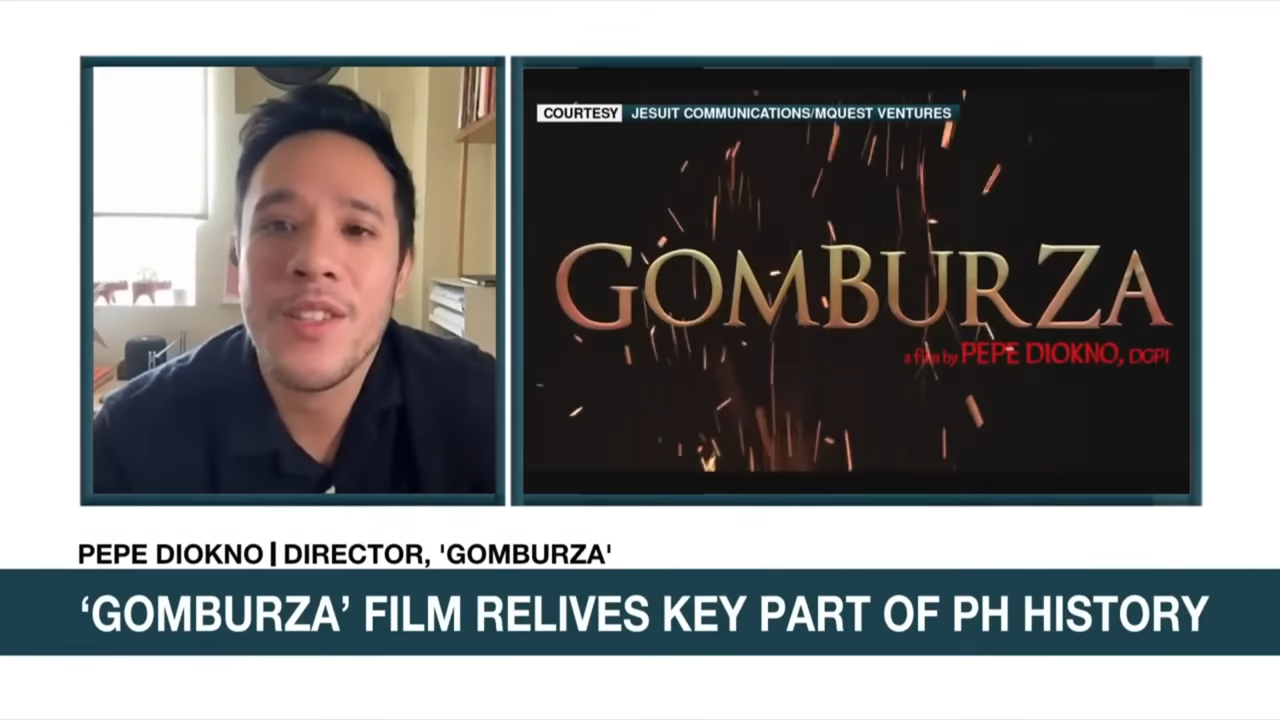 COURTESY JESUIT COMMUNICATIONS/MQUEST VENTURES
GOMBURZA
a film by PEPE DIOKNO, DGPI
PEPE DIOKNO | DIRECTOR, 'GOMBURZA'
‘GOMBURZA’ FILM RELIVES KEY PART OF PH HISTORY